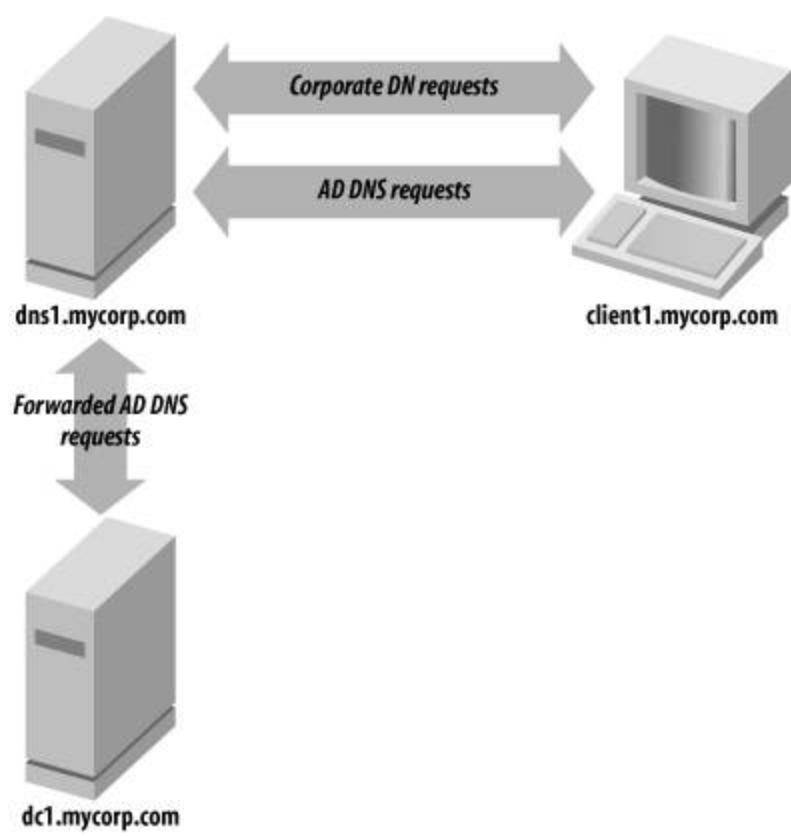 Corporate DN requests
AD DNS requests
dns1.mycorp.com
client1.mycorp.com
Forwarded AD DNS
requests
dc1.mycorp.com